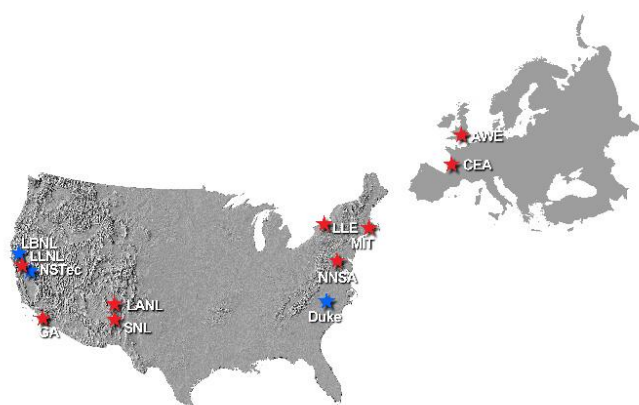 AWE
CEA
LLE
MIT
LBNL
LLNL
NSTec
NNSA
LANL
Duke
SNL
GA